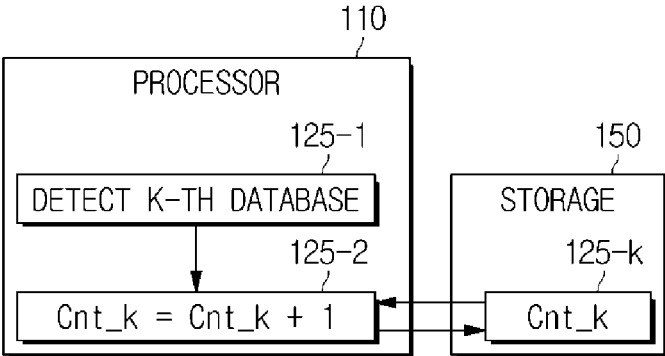 110
PROCESSOR
125-1
150
DETECT K-TH DATABASE
STORAGE
125-2
125-k
Cnt_k = Cnt_k + 1
Cnt_k